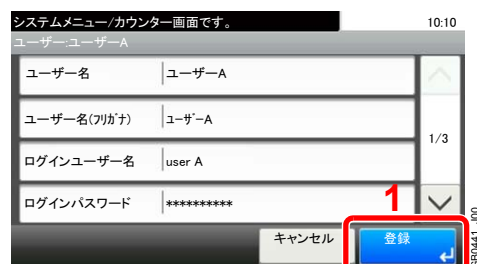 システムメニュー/カウンター画面です。 10:10
ユーザー:ユーザーA
ユーザー名 ユーザーA
ユーザー名(ﾌﾘｶﾞﾅ) ﾕｰｻﾞｰA
1/3
ログインユーザー名 user A
ログインパスワード **********
1
キャンセル 登録